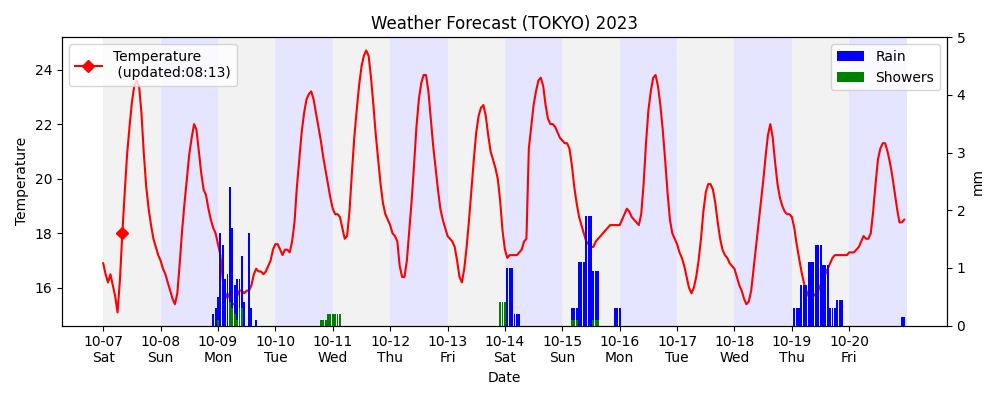 Weather Forecast (TOKYO) 2023
Temperature
(updated:08:13)
Rain
Showers
24
22
20
18
16
Temperature
5
4
3
2
1
0
mm
10-07 10-08 10-09 10-10 10-11 10-12 10-13 10-14 10-15 10-16 10-17 10-18 10-19 10-20
Sat Sun Mon Tue Wed Thu Fri Sat Sun Mon Tue Wed Thu Fri
Date